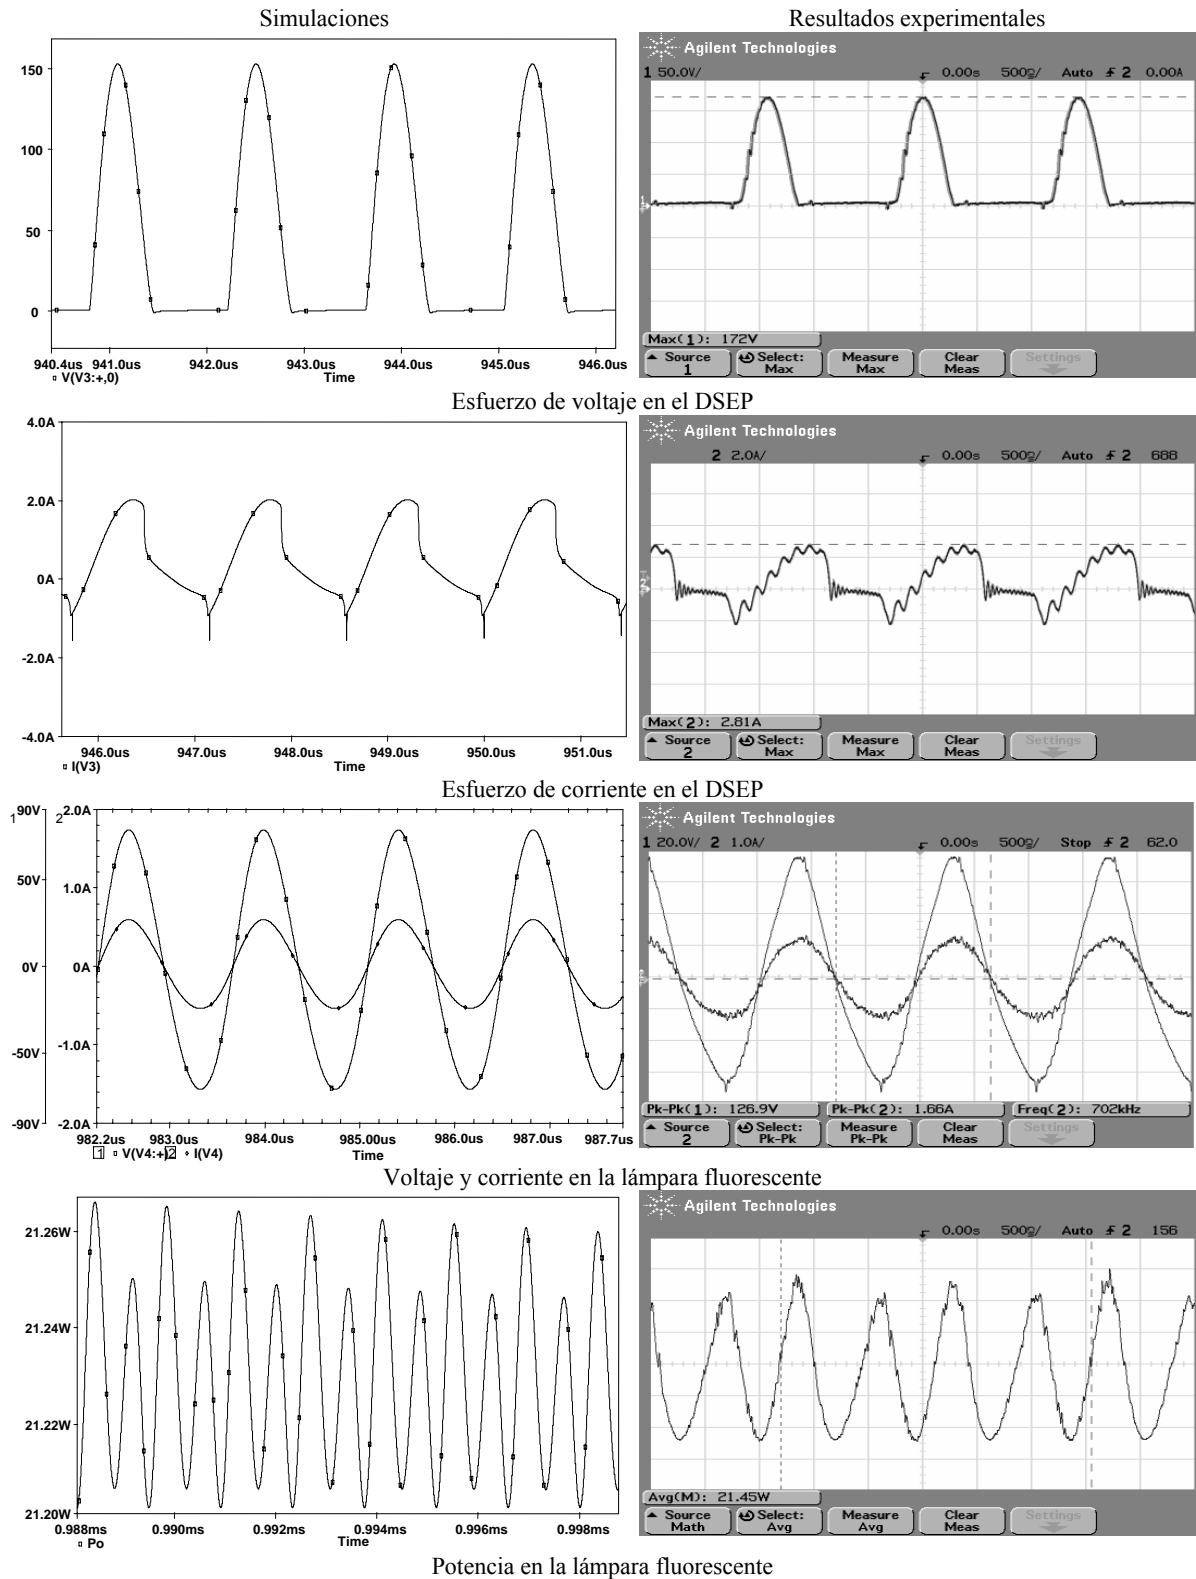 Simulaciones
Resultados experimentales
150
100
50
0
940.4us 941.0us 942.0us 943.0us 944.0us 945.0us 946.0us
V(V3:+,0)
Time
Agilent Technologies
1 50.0V/ 0.00s 500 / Auto 2 0.00A
1
Max(1): 172V
Source 1
Select: Max
Measure Max
Clear Meas
Settings
Esfuerzo de voltaje en el DSEP
4.0A
2.0A
0A
-2.0A
-4.0A
946.0us 947.0us 948.0us 949.0us 950.0us 951.0us
I(V3)
Time
Agilent Technologies
2 2.0A/ 0.00s 500 / Auto 2 688
2
Max(2): 2.81A
Source 2
Select: Max
Measure Max
Clear Meas
Settings
Esfuerzo de corriente en el DSEP
1 90V 2 2.0A
50V 1.0A
0V 0A
-50V -1.0A
-90V -2.0A
982.2us 983.0us 984.0us 985.00us 986.0us 987.0us 987.7us
1 V(V4:+) 2 I(V4)
Time
Agilent Technologies
1 20.0V/ 2 1.0A/ 0.00s 500 / Stop 2 62.0
Pk-Pk(1): 126.9V Pk-Pk(2): 1.66A Freq(2): 702kHz
Source 2
Select: Pk-Pk
Measure Pk-Pk
Clear Meas
Settings
Voltaje y corriente en la lámpara fluorescente
21.26W
21.24W
21.22W
21.20W
0.988ms 0.990ms 0.992ms 0.994ms 0.996ms 0.998ms
Po
Time
Agilent Technologies
0.00s 500 / Auto 2 156
Avg(M): 21.45W
Source Math
Select: Avg
Measure Avg
Clear Meas
Settings
Potencia en la lámpara fluorescente